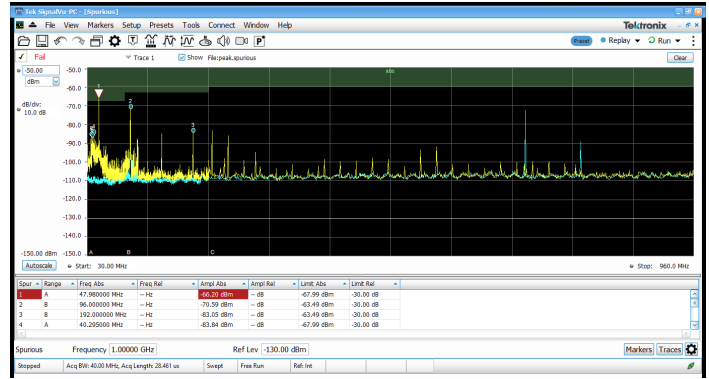 Tek SignalVu-PC - [Spurious]
File View Markers Setup Presets Tools Connect Window Help
Tektronix
Preset Replay Run
Fail
Trace 1 Show File:peak.spurious Clear
-50.00
dBm
dB/div:
10.0 dB
-50.0
-60.0
-70.0
-80.0
-90.0
-100.0
-110.0
-120.0
-130.0
-140.0
-150.00 dBm -150.0
abs
1
2
3
A B C
Autoscale Start: 30.00 MHz Stop: 960.0 MHz
Spur Range Freq Abs Freq Rel Ampl Abs Ampl Rel Limit Abs Limit Rel
1 A 47.980000 MHz -- Hz -66.20 dBm -- dB -67.99 dBm -30.00 dB
2 B 96.000000 MHz -- Hz -70.59 dBm -- dB -63.49 dBm -30.00 dB
3 B 192.000000 MHz -- Hz -83.05 dBm -- dB -63.49 dBm -30.00 dB
4 A 40.295000 MHz -- Hz -83.84 dBm -- dB -67.99 dBm -30.00 dB
Spurious Frequency 1.00000 GHz Ref Lev -130.00 dBm Markers Traces
Stopped Acq BW: 40.00 MHz, Acq Length: 28.461 us Swept Free Run Ref: Int